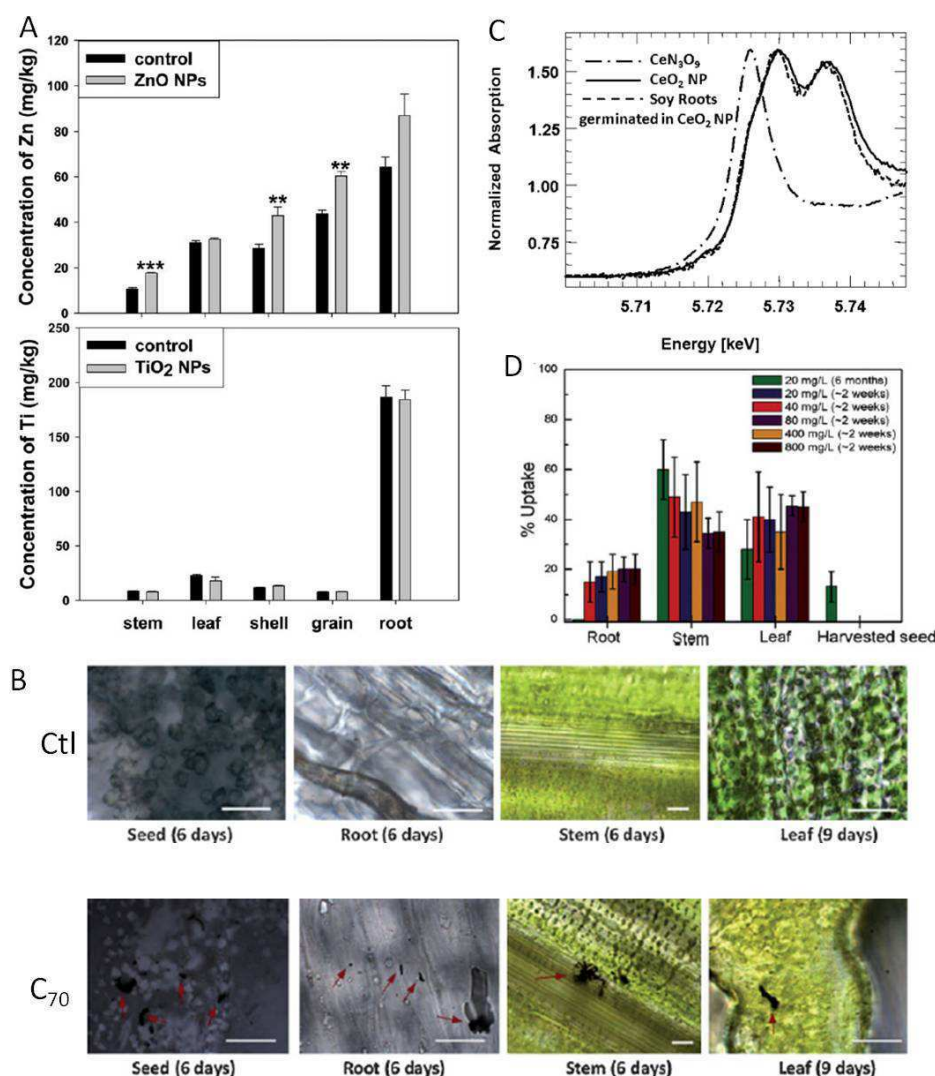 A
Concentration of Zn (mg/kg)
120
100
80
60
40
20
0
control
ZnO NPs
***
**
**
Concentration of Ti (mg/kg)
250
200
150
100
50
0
control
TiO2 NPs
stem leaf shell grain root
C
Normalized Absorption
1.50
1.25
1.00
0.75
CeN3O9
CeO2 NP
Soy Roots
germinated in CeO2 NP
5.71 5.72 5.73 5.74
Energy [keV]
D
% Uptake
100
80
60
40
20
0
20 mg/L (6 months)
20 mg/L (~2 weeks)
40 mg/L (~2 weeks)
80 mg/L (~2 weeks)
400 mg/L (~2 weeks)
800 mg/L (~2 weeks)
Root Stem Leaf Harvested seed
B
Ctl
Seed (6 days) Root (6 days) Stem (6 days) Leaf (9 days)
C70
Seed (6 days) Root (6 days) Stem (6 days) Leaf (9 days)